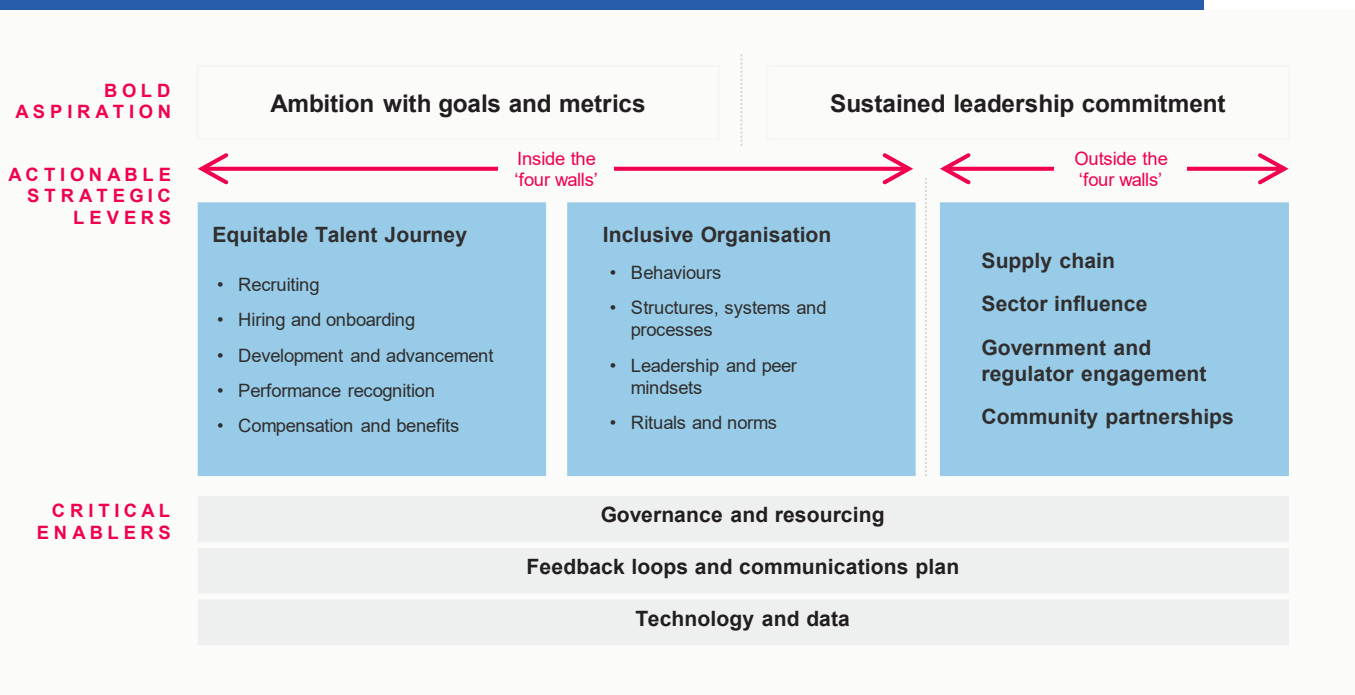 BOLD
ASPIRATION
Ambition with goals and metrics
Sustained leadership commitment
ACTIONABLE
STRATEGIC
LEVERS
Inside the
‘four walls’
Outside the
‘four walls’
Equitable Talent Journey
• Recruiting
• Hiring and onboarding
• Development and advancement
• Performance recognition
• Compensation and benefits
Inclusive Organisation
• Behaviours
• Structures, systems and
processes
• Leadership and peer
mindsets
• Rituals and norms
Supply chain
Sector influence
Government and
regulator engagement
Community partnerships
CRITICAL
ENABLERS
Governance and resourcing
Feedback loops and communications plan
Technology and data